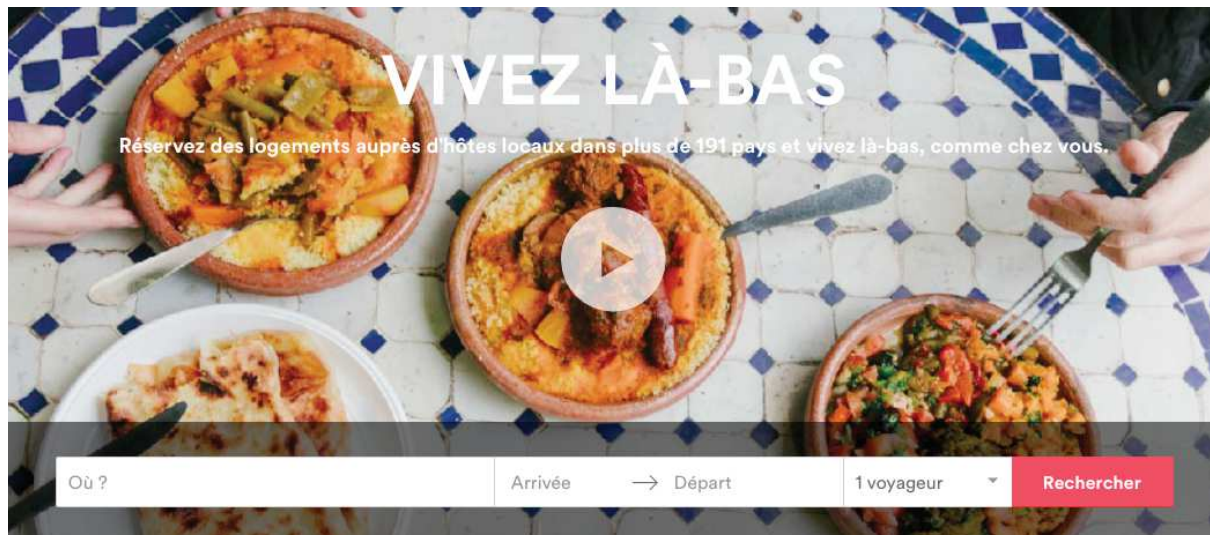 VIVEZ LÀ-BAS
Réservez des logements auprès d'hôtes locaux dans plus de 191 pays et vivez là-bas, comme chez vous.
Où ?
Arrivée → Départ
1 voyageur
Rechercher